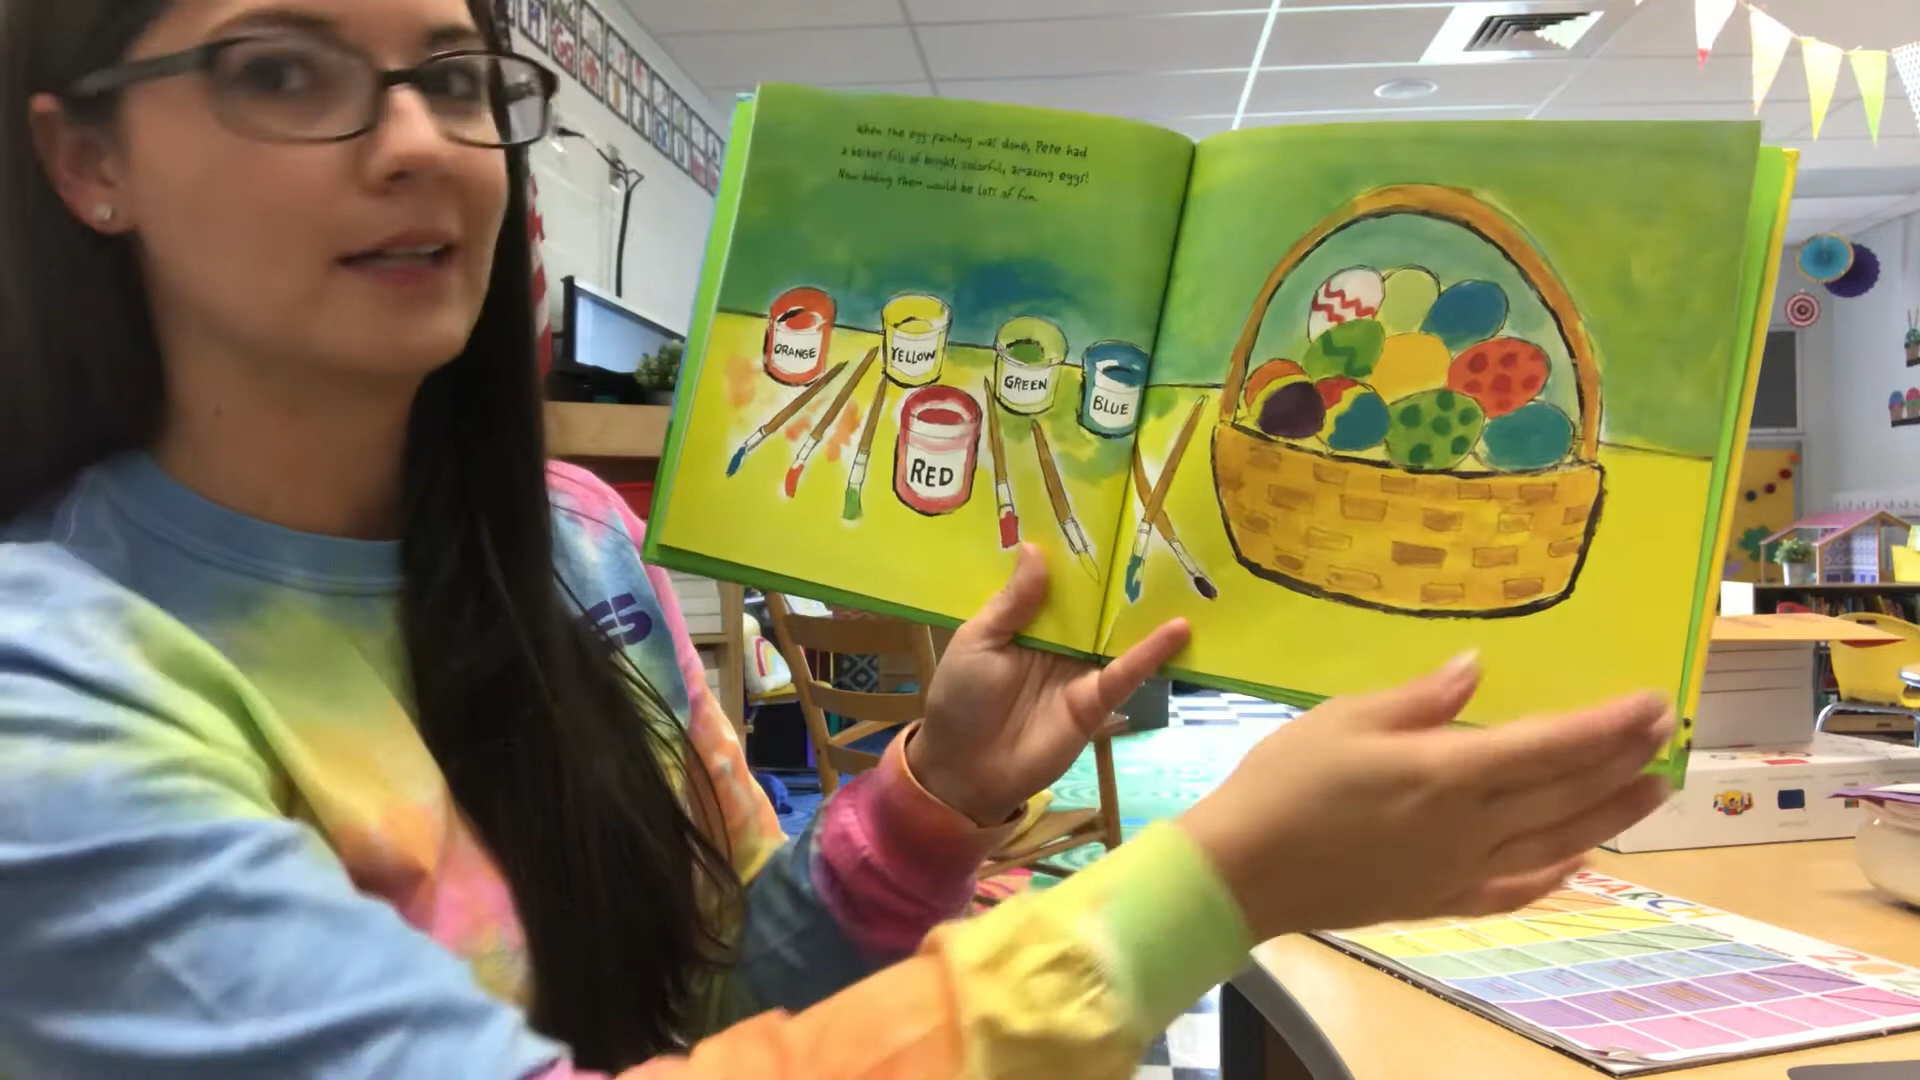 When the egg-painting was done, Pete had
a basket full of bright, colorful, amazing eggs!
Now hiding them would be lots of fun.
ORANGE
YELLOW
GREEN
BLUE
RED
MARCH
20